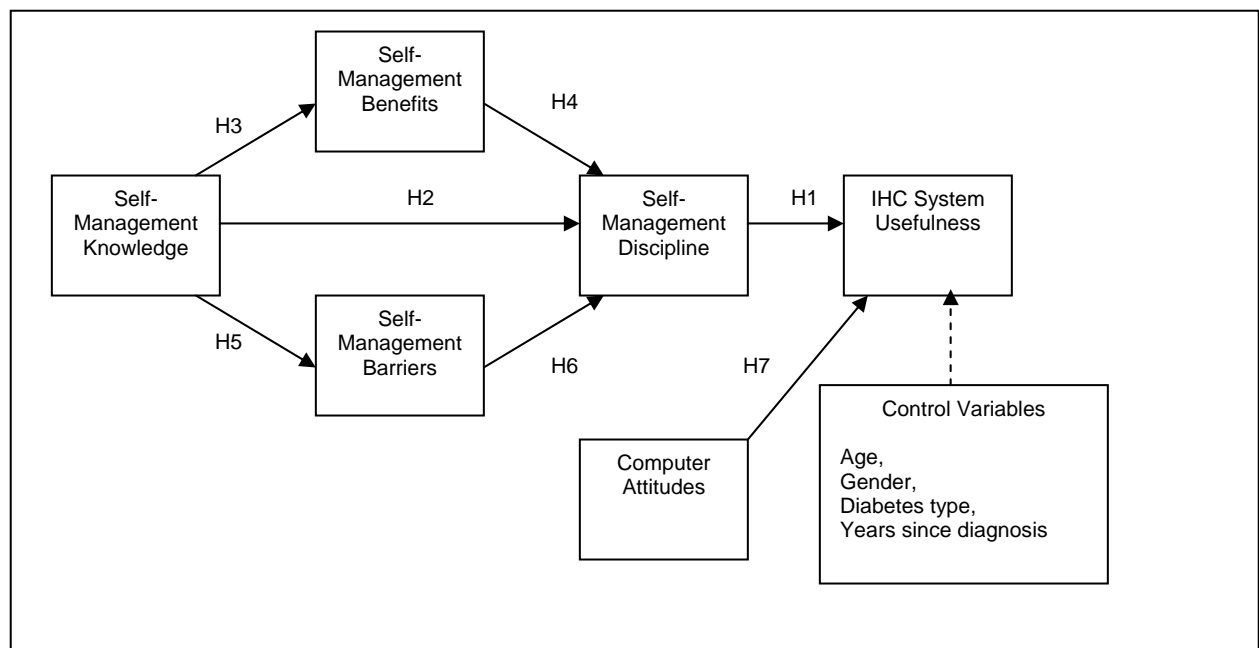 Self-
Management
Benefits
H3
H4
Self-
Management
Knowledge
H2
Self-
Management
Discipline
H1
IHC System
Usefulness
H5
Self-
Management
Barriers
H6
H7
Computer
Attitudes
Control Variables
Age,
Gender,
Diabetes type,
Years since diagnosis